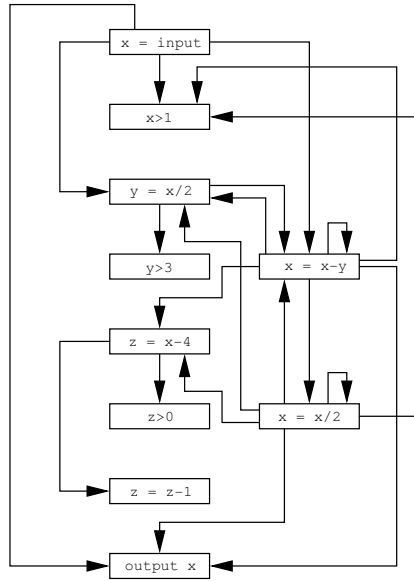 x = input
x>1
y = x/2
y>3
x = x-y
z = x-4
z>0
x = x/2
z = z-1
output x